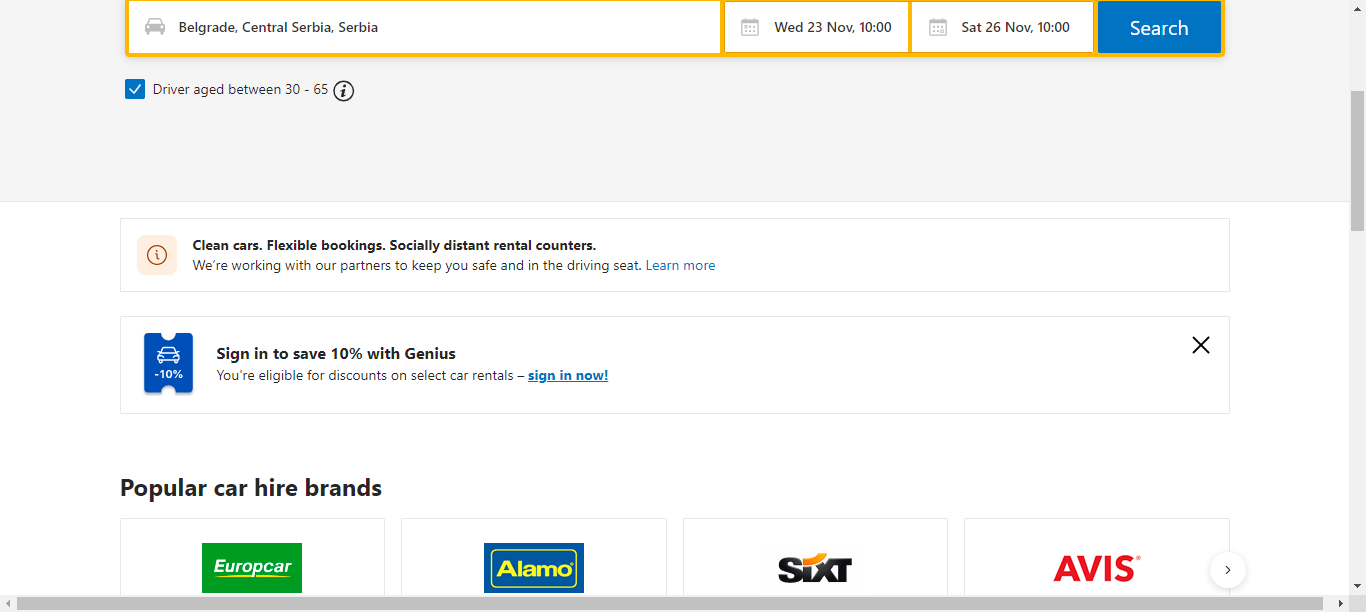 Belgrade, Central Serbia, Serbia
Wed 23 Nov, 10:00
Sat 26 Nov, 10:00
Search
Driver aged between 30 - 65
Clean cars. Flexible bookings. Socially distant rental counters.
We're working with our partners to keep you safe and in the driving seat. Learn more
-10%
Sign in to save 10% with Genius
You're eligible for discounts on select car rentals – sign in now!
Popular car hire brands
Europcar
Alamo
SIXT
AVIS